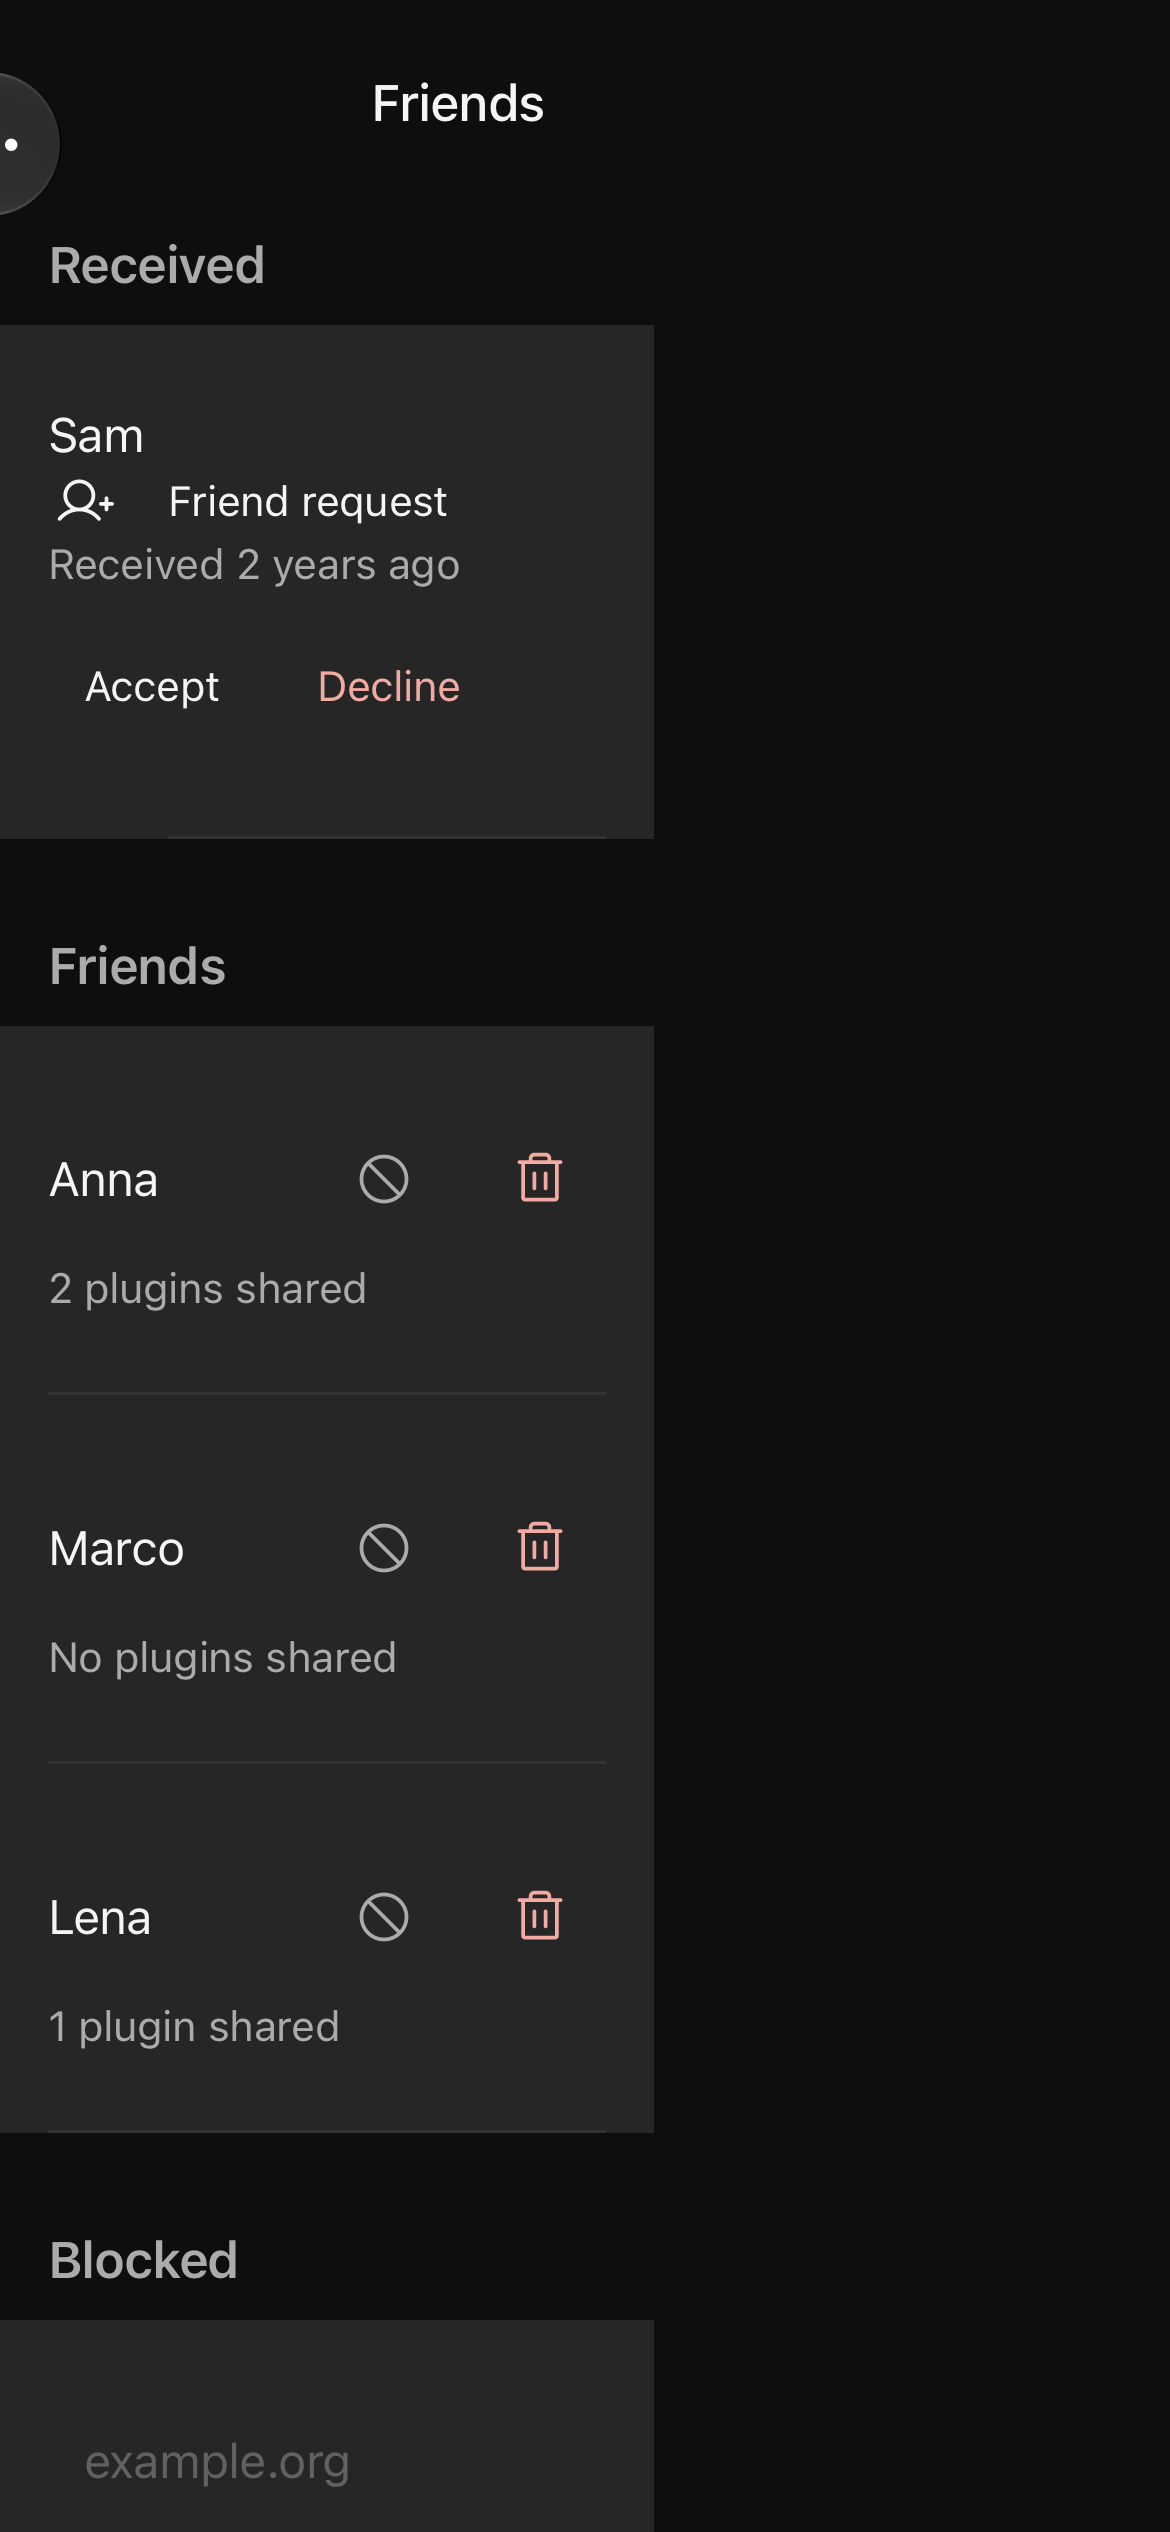 Friends
Received
Sam
Friend request
Received 2 years ago
Accept Decline
Friends
Anna
2 plugins shared
Marco
No plugins shared
Lena
1 plugin shared
Blocked
example.org